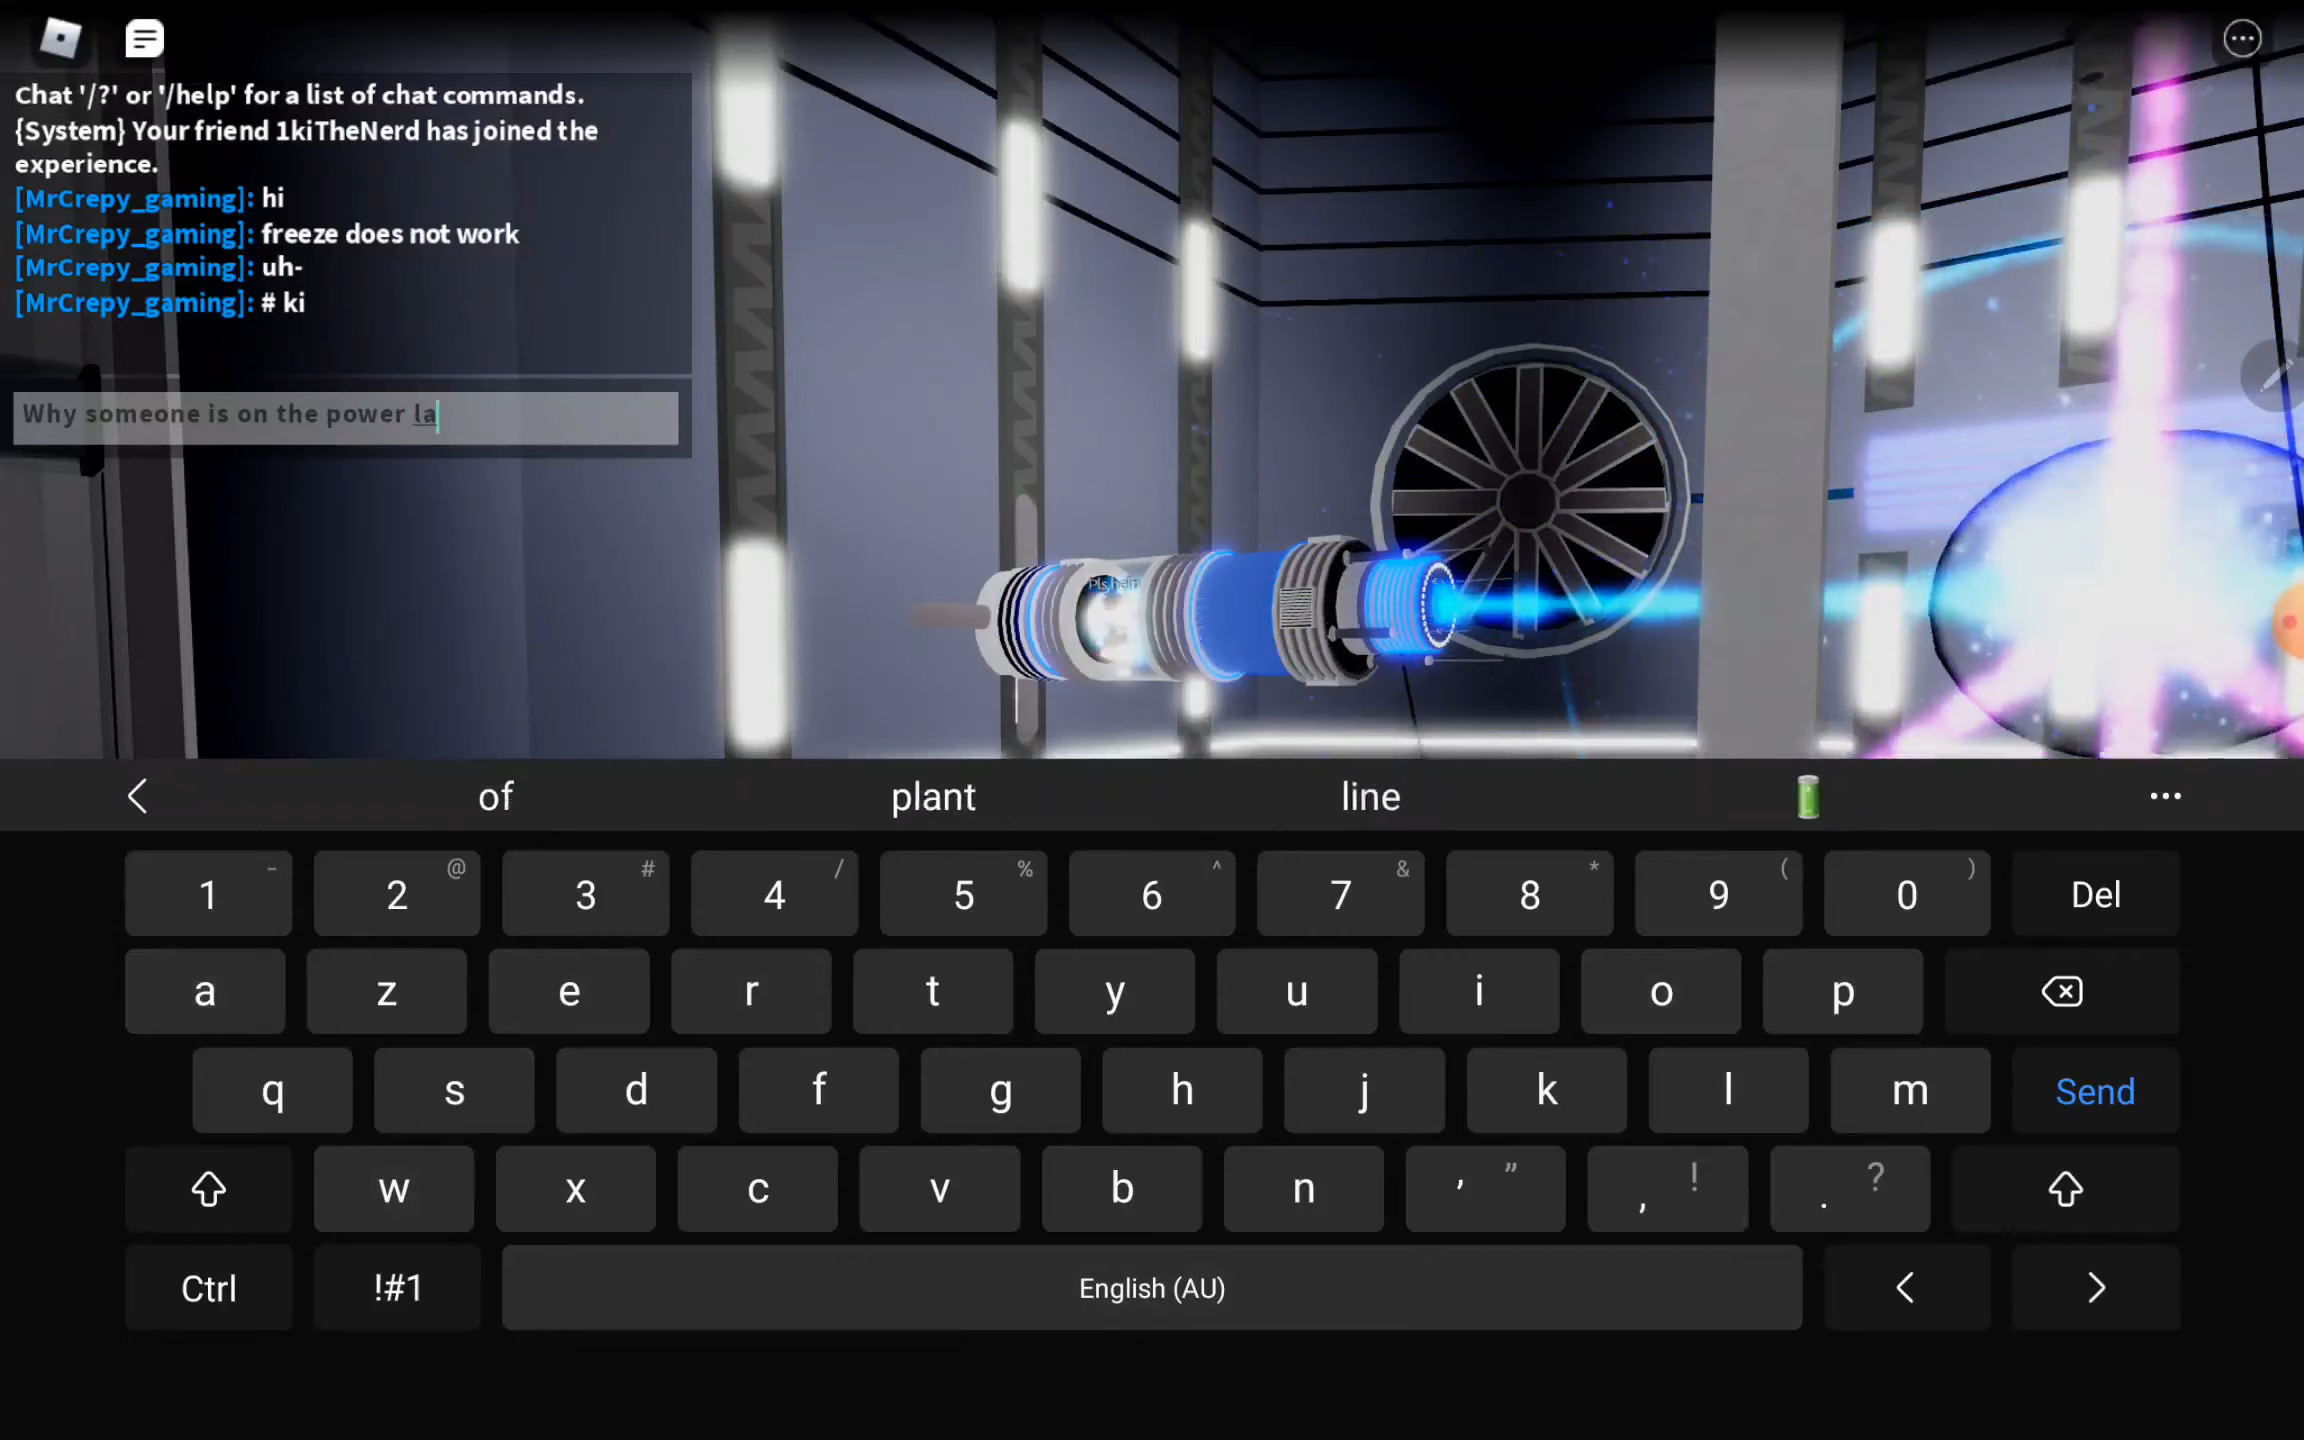 Chat '/?' or '/help' for a list of chat commands.
{System} Your friend 1kiTheNerd has joined the
experience.
[MrCrepy_gaming]: hi
[MrCrepy_gaming]: freeze does not work
[MrCrepy_gaming]: uh-
[MrCrepy_gaming]: # ki
Why someone is on the power la
Pls help
of plant line
1 - 2 @ 3 # 4 / 5 % 6 ^ 7 & 8 * 9 ( 0 ) Del
a z e r t y u i o p
q s d f g h j k l m Send
w x c v b n ' " , ! . ?
Ctrl !#1 English (AU) < >